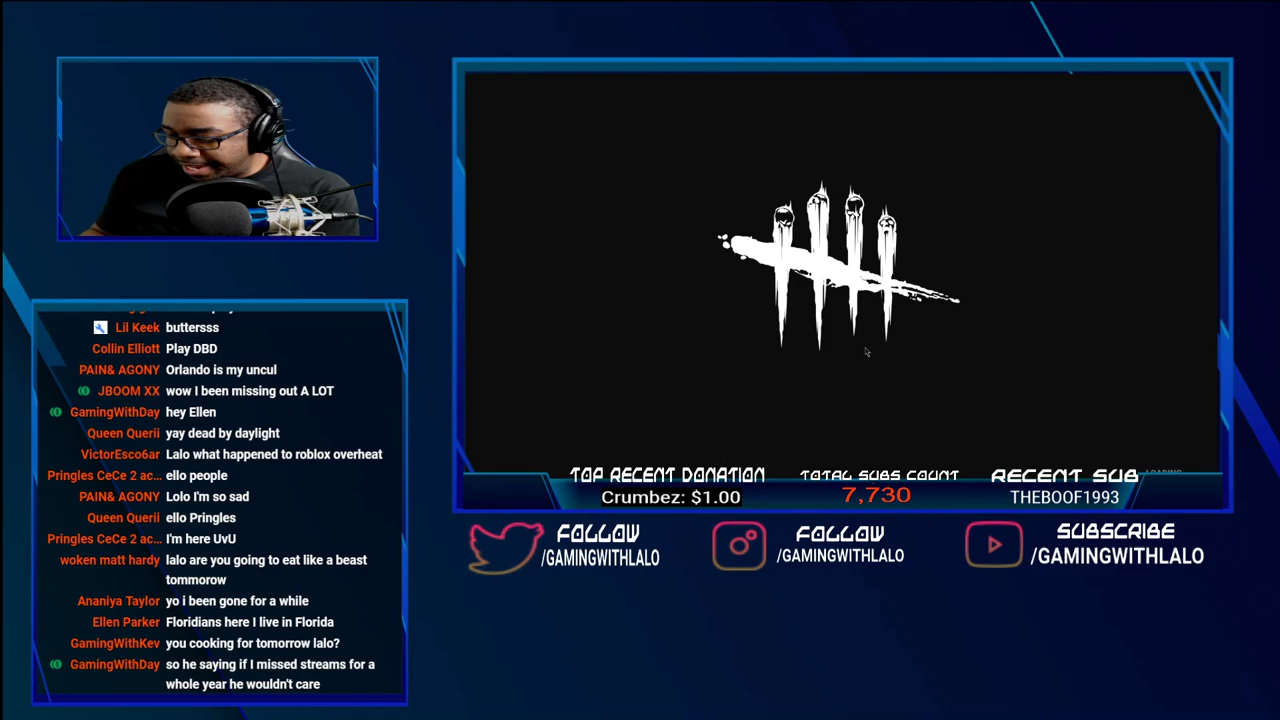 Lil Keek buttersss
Collin Elliott Play DBD
PAIN& AGONY Orlando is my uncul
JBOOM XX wow I been missing out A LOT
GamingWithDay hey Ellen
Queen Querii yay dead by daylight
VictorEsco6ar Lalo what happened to roblox overheat
Pringles CeCe 2 ac... ello people
PAIN& AGONY Lolo I'm so sad
Queen Querii ello Pringles
Pringles CeCe 2 ac... I'm here UvU
woken matt hardy lalo are you going to eat like a beast
tommorow
Ananiya Taylor yo i been gone for a while
Ellen Parker Floridians here I live in Florida
GamingWithKev you cooking for tomorrow lalo?
GamingWithDay so he saying if I missed streams for a
whole year he wouldn't care
TOP RECENT DONATION
Crumbez: $1.00
TOTAL SUBS COUNT
7,730
RECENT SUB
THEBOOF1993
FOLLOW
/GAMINGWITHLALO
FOLLOW
/GAMINGWITHLALO
SUBSCRIBE
/GAMINGWITHLALO